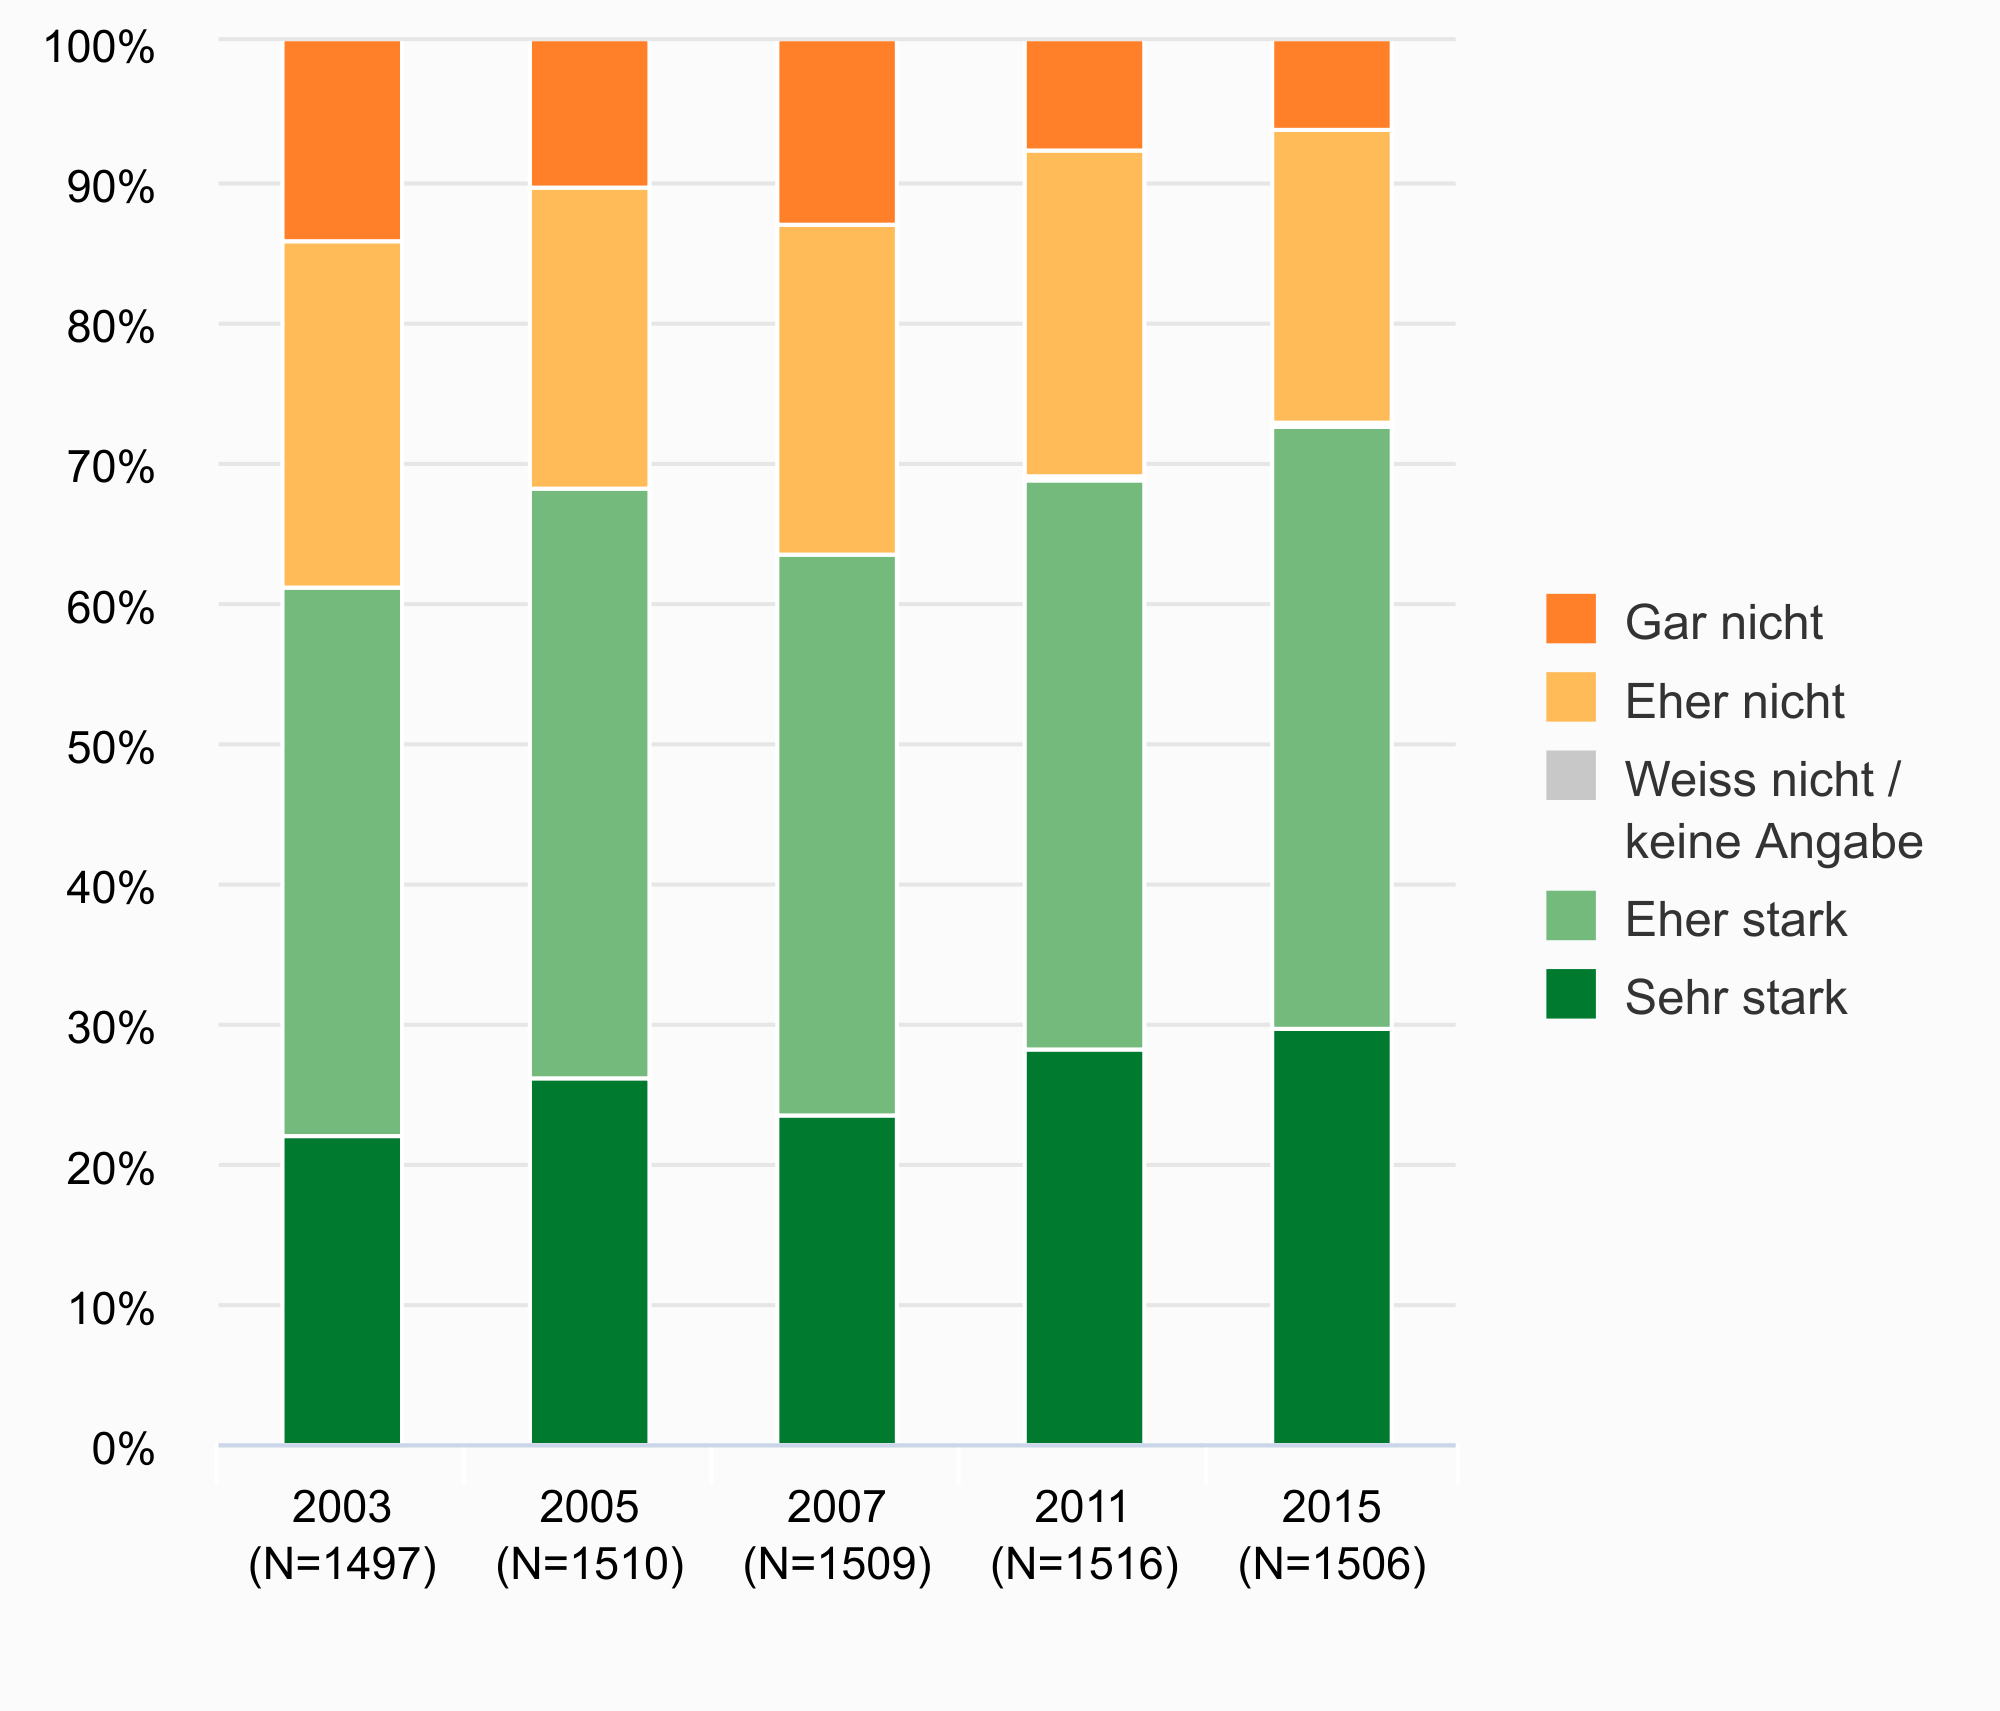 100%
90%
80%
70%
60%
50%
40%
30%
20%
10%
0%
2003
(N=1497)
2005
(N=1510)
2007
(N=1509)
2011
(N=1516)
2015
(N=1506)
Gar nicht
Eher nicht
Weiss nicht /
keine Angabe
Eher stark
Sehr stark